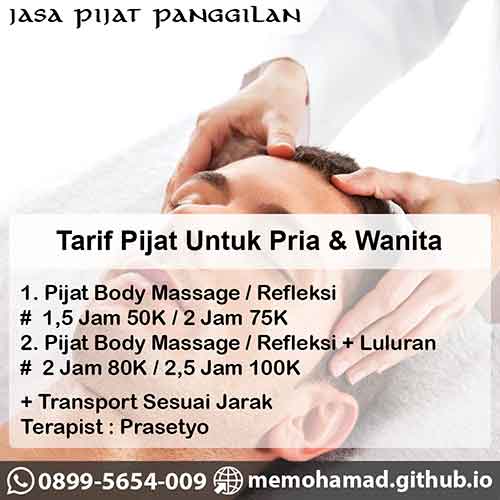 Jasa Pijat Panggilan
Tarif Pijat Untuk Pria & Wanita
1. Pijat Body Massage / Refleksi
# 1,5 Jam 50K / 2 Jam 75K
2. Pijat Body Massage / Refleksi + Luluran
# 2 Jam 80K / 2,5 Jam 100K
+ Transport Sesuai Jarak
Terapist : Prasetyo
0899-5654-009 memohamad.github.io